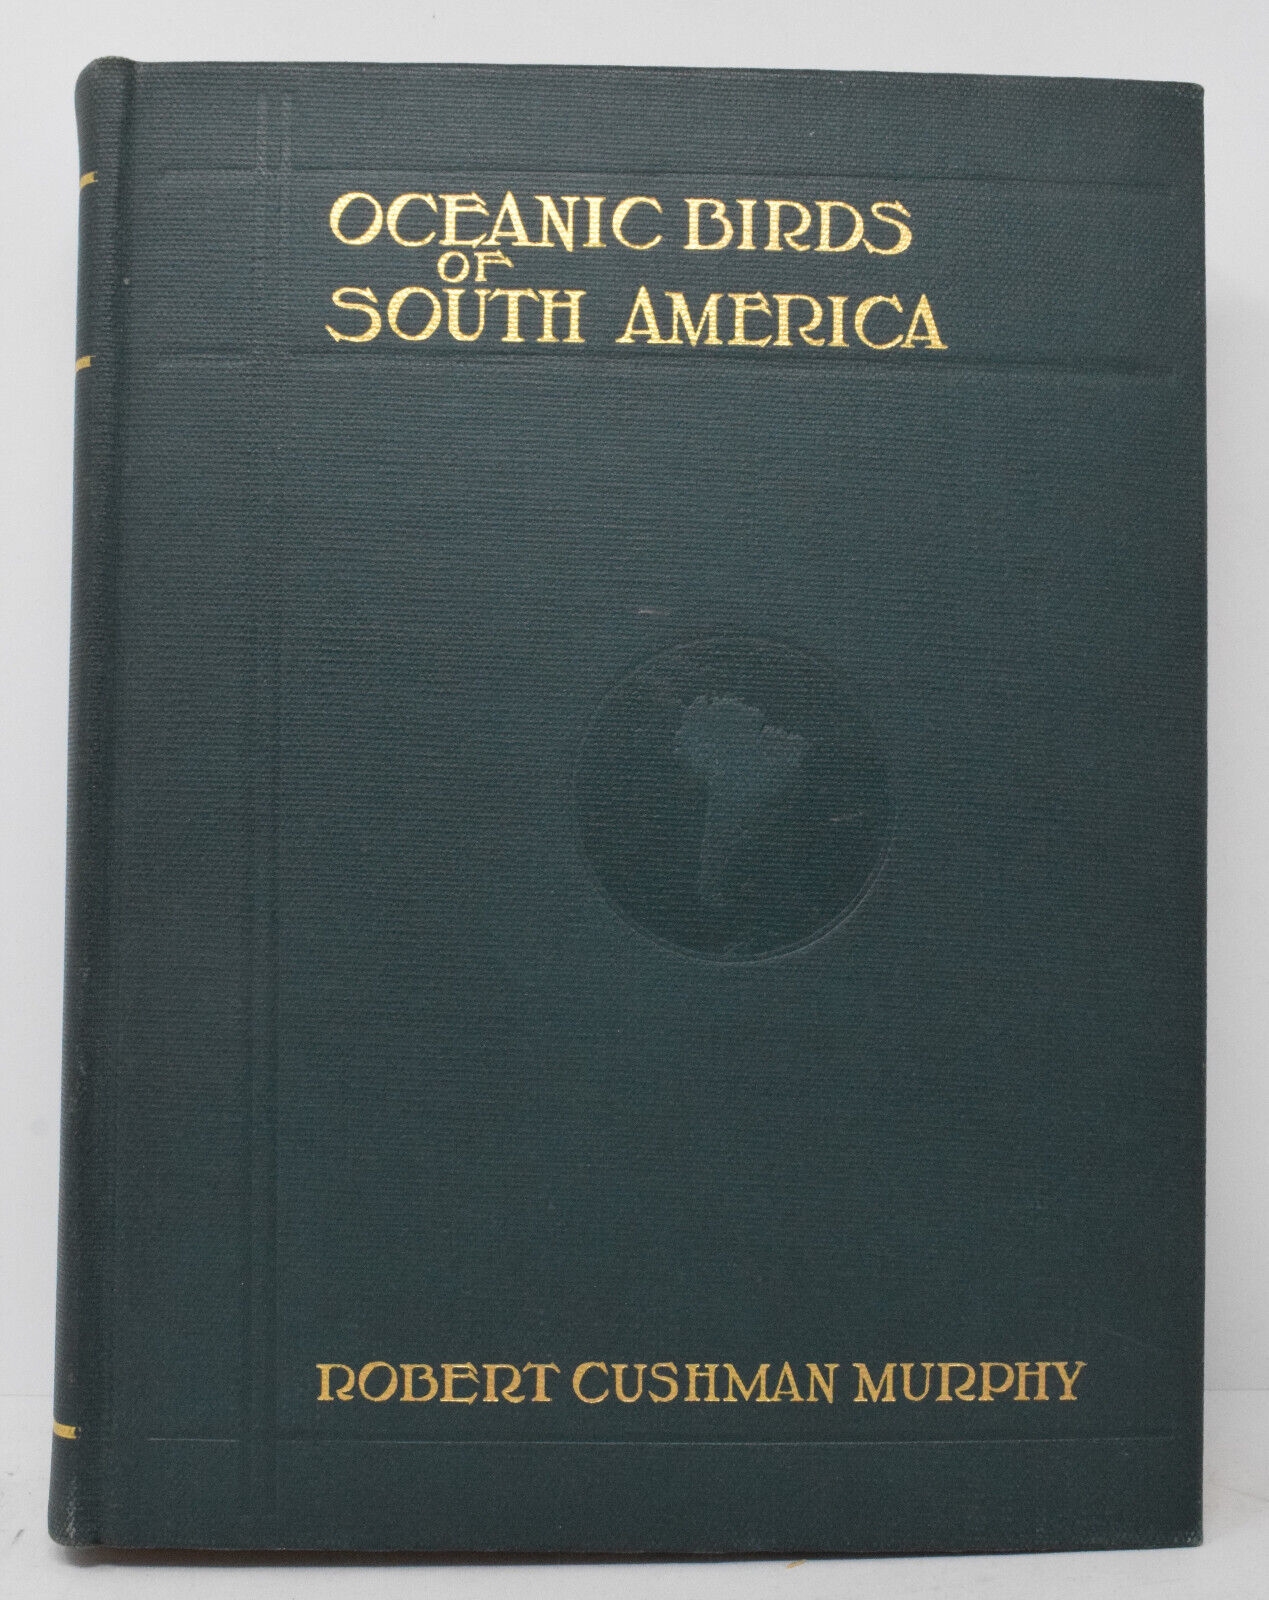 OCEANIC BIRDS
OF
SOUTH AMERICA
ROBERT CUSHMAN MURPHY